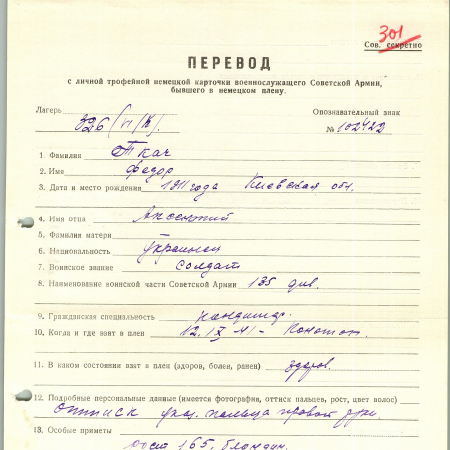 301
Сов. секретно
ПЕРЕВОД
с личной трофейной немецкой карточки военнослужащего Советской Армии,
бывшего в немецком плену.
Лагерь 326/VI/К/. Опознавательный знак
№ 102422
1. Фамилия Ткач
2. Имя Федор
3. Дата и место рождения 1911 года Киевская обл.
4. Имя отца Аксентий
5. Фамилия матери
6. Национальность украинец
7. Воинское звание солдат
8. Наименование воинской части Советской Армии 135 див.
9. Гражданская специальность кондитер.
10. Когда и где взят в плен 12.IX-41- Конотоп.
11. В каком состоянии взят в плен (здоров, болен, ранен) здоров.
12. Подробные персональные данные (имеется фотография, оттиск пальцев, рост, цвет волос)
оттиск указ. пальца правой руки.
13. Особые приметы
рост 165, блондин.